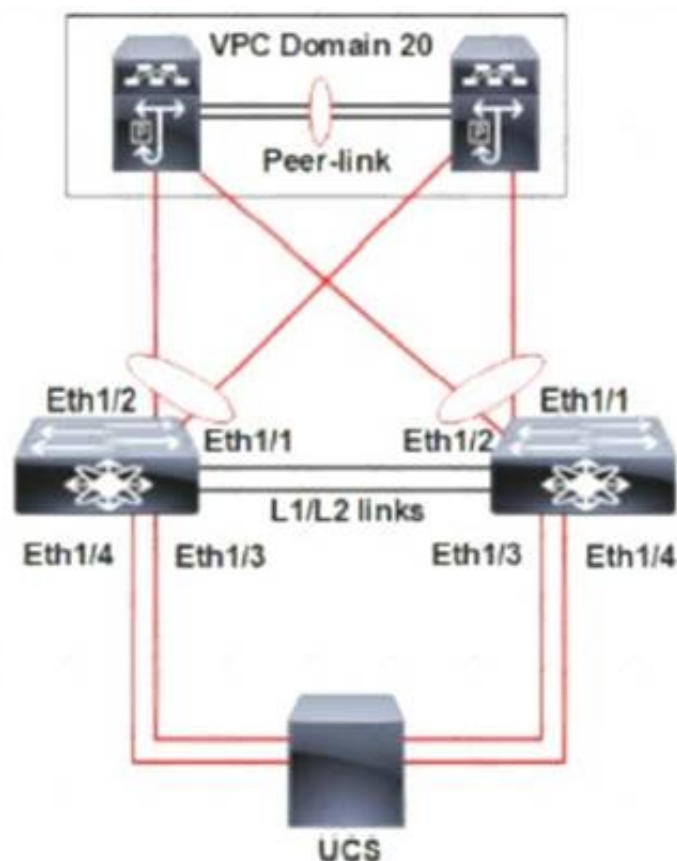 VPC Domain 20
Peer-link
Eth1/2
Eth1/1
Eth1/2
Eth1/1
L1/L2 links
Eth1/4
Eth1/3
Eth1/3
Eth1/4
UCS